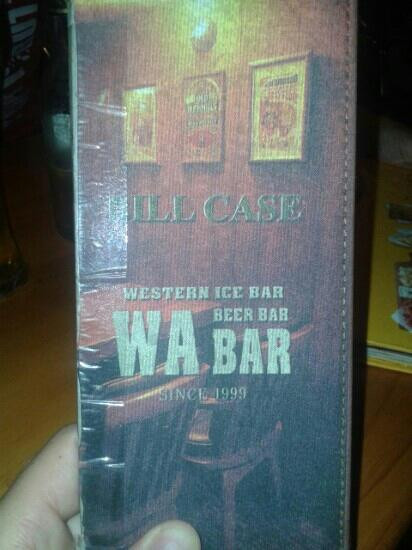 BILL CASE
WESTERN ICE BAR
BEER BAR
WA BAR
SINCE 1999